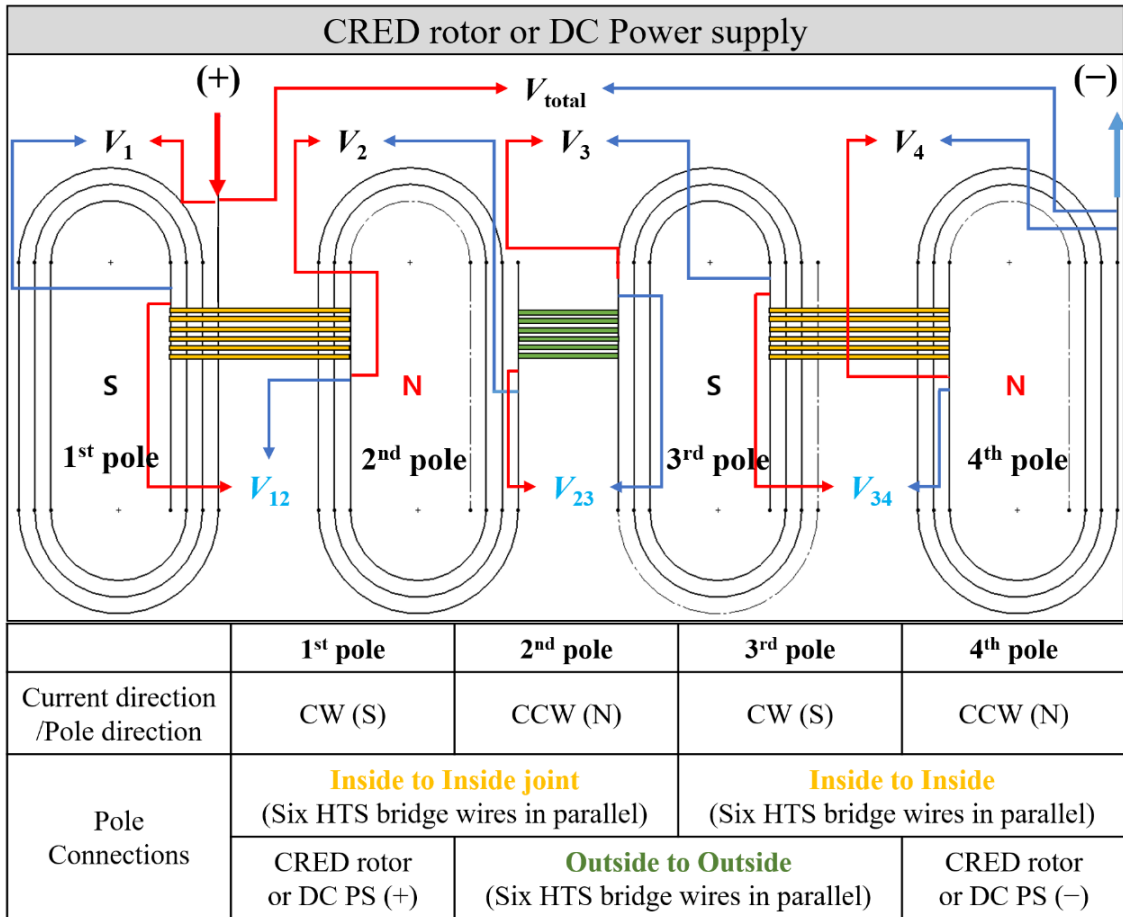 CRED rotor or DC Power supply
(+)
(−)
V_total
V_1
V_2
V_3
V_4
S
N
S
N
1st pole
2nd pole
3rd pole
4th pole
V_12
V_23
V_34
1st pole
2nd pole
3rd pole
4th pole
Current direction
/Pole direction
CW (S)
CCW (N)
CW (S)
CCW (N)
Pole
Connections
Inside to Inside joint
(Six HTS bridge wires in parallel)
Inside to Inside
(Six HTS bridge wires in parallel)
CRED rotor
or DC PS (+)
Outside to Outside
(Six HTS bridge wires in parallel)
CRED rotor
or DC PS (−)